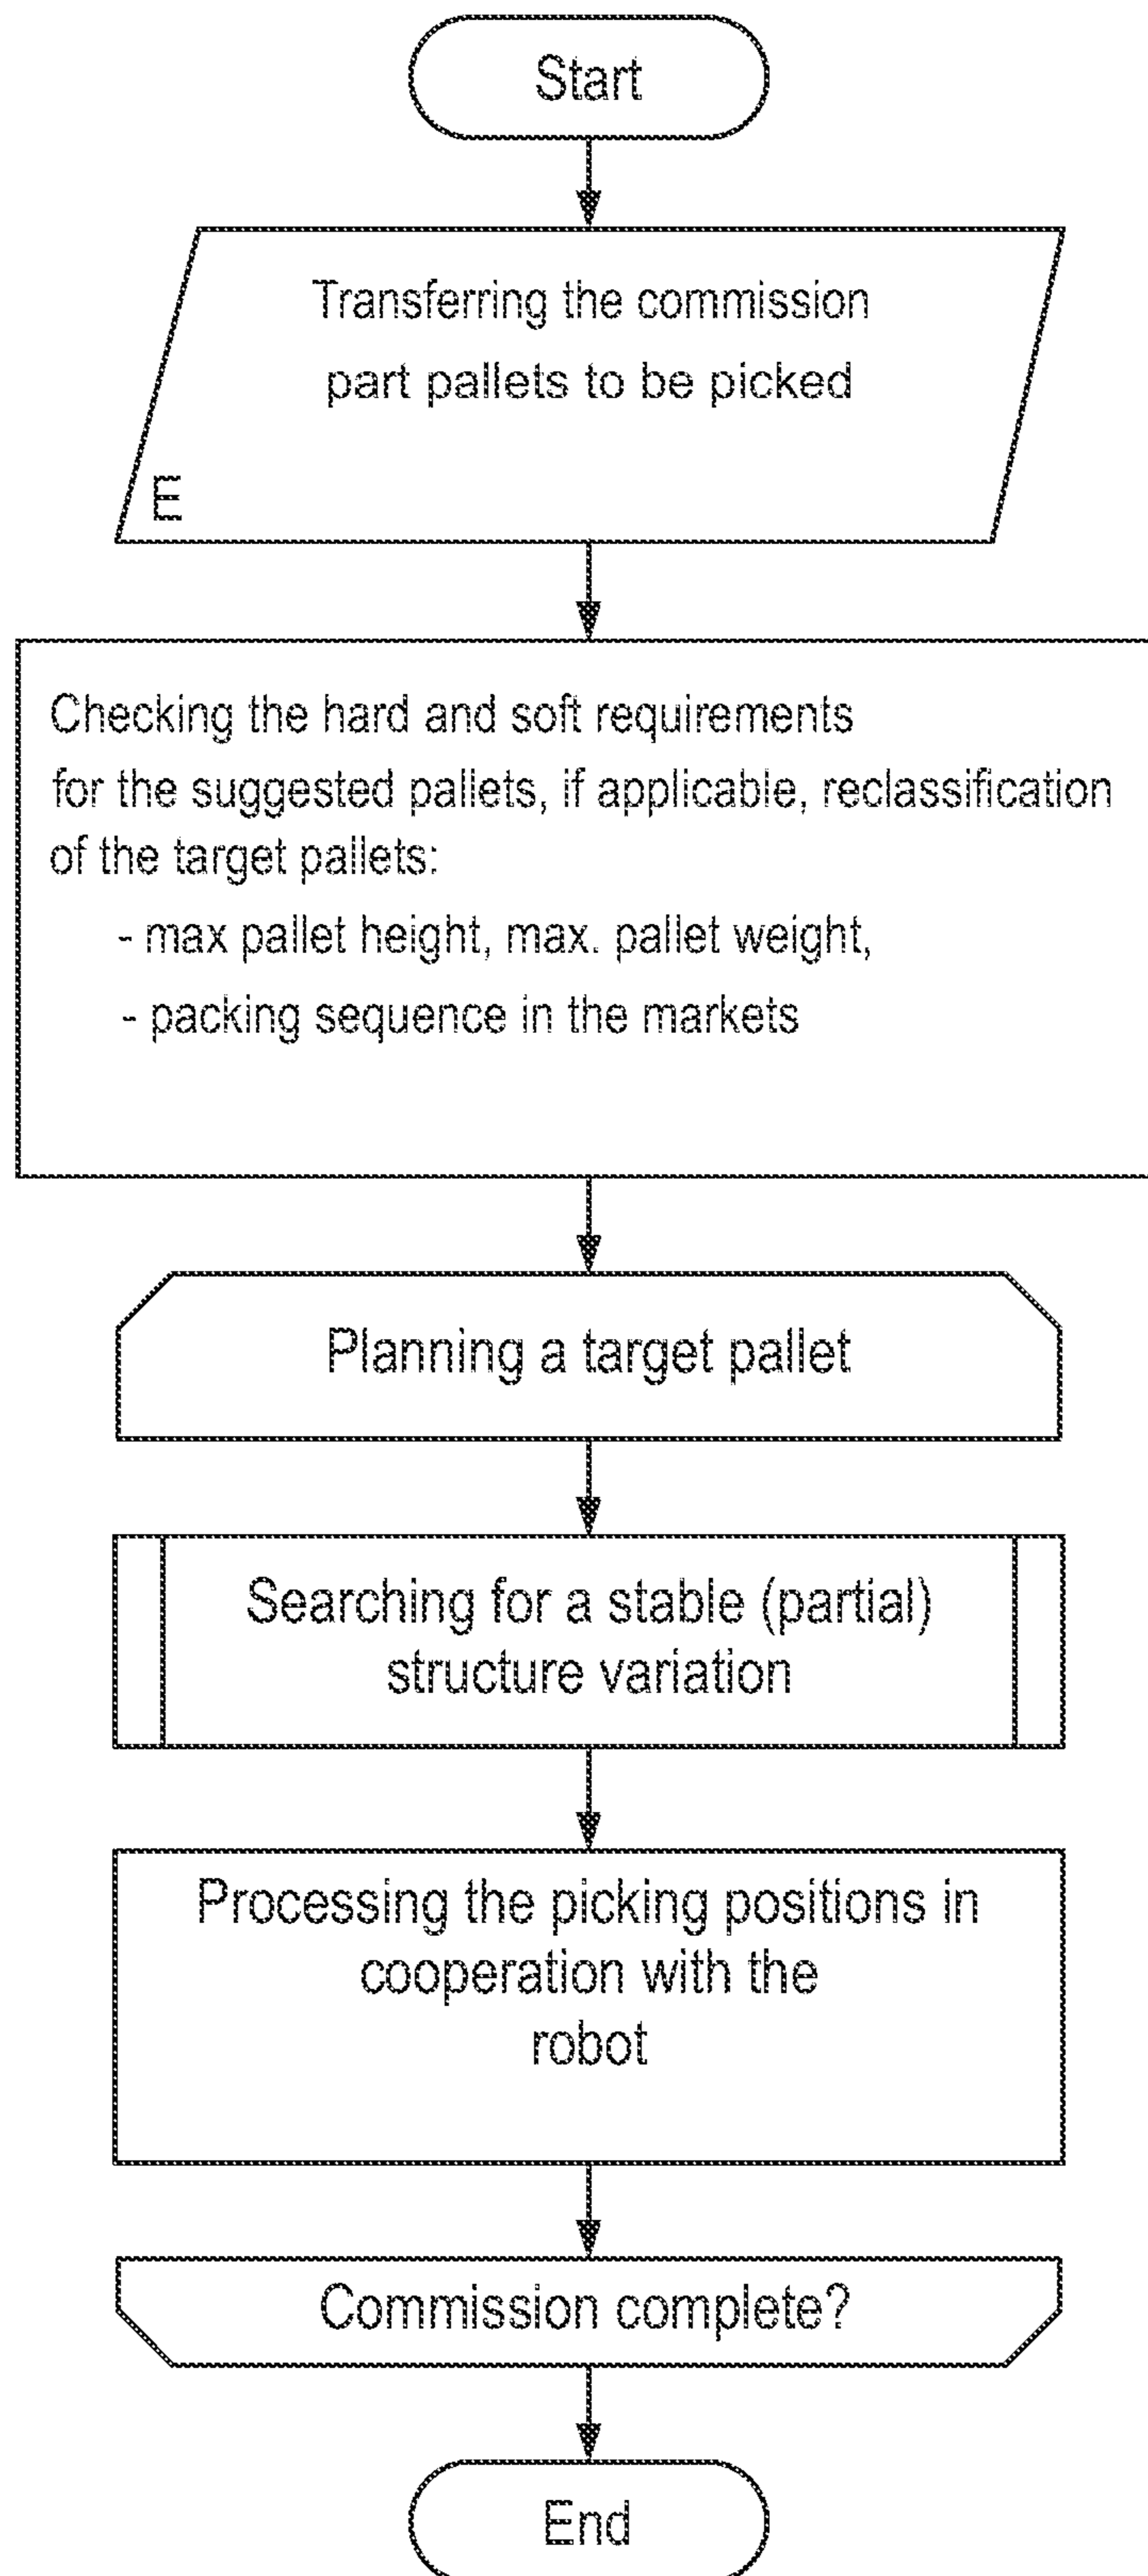 Start
Transferring the commission
part pallets to be picked
E
Checking the hard and soft requirements
for the suggested pallets, if applicable, reclassification
of the target pallets:
- max pallet height, max. pallet weight,
- packing sequence in the markets
Planning a target pallet
Searching for a stable (partial)
structure variation
Processing the picking positions in
cooperation with the
robot
Commission complete?
End